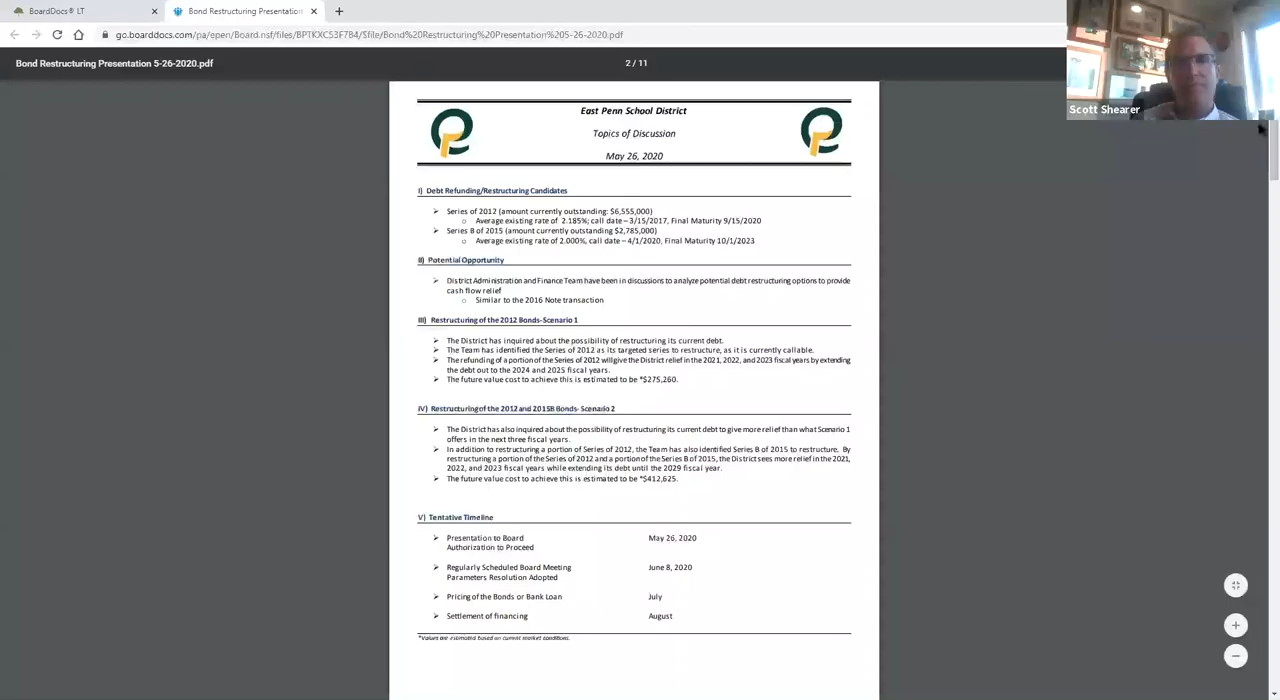 BoardDocs® LT
Bond Restructuring Presentation
go.boarddocs.com/pa/epen/Board.nsf/files/BPTKXC53F7B4/$file/Bond%20Restructuring%20Presentation%205-26-2020.pdf
Bond Restructuring Presentation 5-26-2020.pdf
2 / 11
Scott Shearer
East Penn School District
Topics of Discussion
May 26, 2020
I) Debt Refunding/Restructuring Candidates
➢ Series of 2012 (amount currently outstanding: $6,555,000)
o Average existing rate of 2.185%; call date – 3/15/2017, Final Maturity 9/15/2020
➢ Series B of 2015 (amount currently outstanding $2,785,000)
o Average existing rate of 2.000%, call date – 4/1/2020, Final Maturity 10/1/2023
II) Potential Opportunity
➢ District Administration and Finance Team have been in discussions to analyze potential debt restructuring options to provide
cash flow relief
o Similar to the 2016 Note transaction
III) Restructuring of the 2012 Bonds-Scenario 1
➢ The District has inquired about the possibility of restructuring its current debt.
➢ The Team has identified the Series of 2012 as its targeted series to restructure, as it is currently callable.
➢ The refunding of a portion of the Series of 2012 will give the District relief in the 2021, 2022, and 2023 fiscal years by extending
the debt out to the 2024 and 2025 fiscal years.
➢ The future value cost to achieve this is estimated to be *$275,260.
IV) Restructuring of the 2012 and 2015B Bonds- Scenario 2
➢ The District has also inquired about the possibility of restructuring its current debt to give more relief than what Scenario 1
offers in the next three fiscal years.
➢ In addition to restructuring a portion of Series of 2012, the Team has also identified Series B of 2015 to restructure. By
restructuring a portion of the Series of 2012 and a portion of the Series B of 2015, the District sees more relief in the 2021,
2022, and 2023 fiscal years while extending its debt until the 2029 fiscal year.
➢ The future value cost to achieve this is estimated to be *$412,625.
V) Tentative Timeline
➢ Presentation to Board May 26, 2020
Authorization to Proceed
➢ Regularly Scheduled Board Meeting June 8, 2020
Parameters Resolution Adopted
➢ Pricing of the Bonds or Bank Loan July
➢ Settlement of financing August
*Values are estimated based on current market conditions.